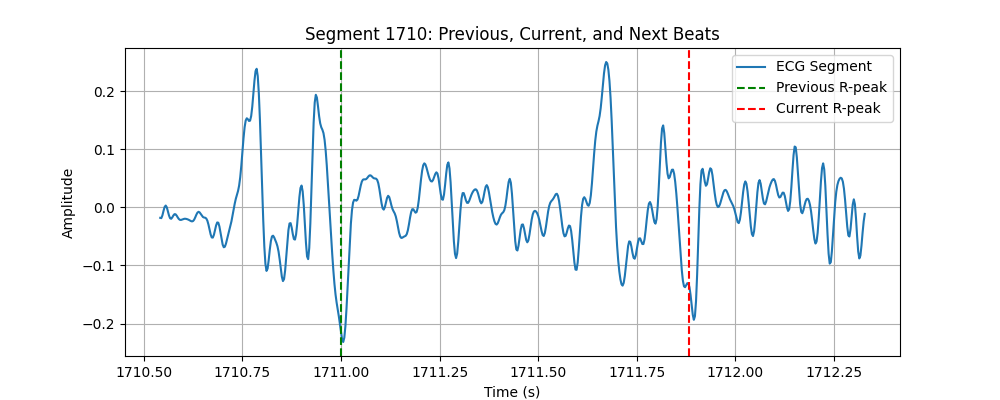 Segment 1710: Previous, Current, and Next Beats
ECG Segment
Previous R-peak
Current R-peak
Amplitude
0.2
0.1
0.0
−0.1
−0.2
1710.50 1710.75 1711.00 1711.25 1711.50 1711.75 1712.00 1712.25
Time (s)